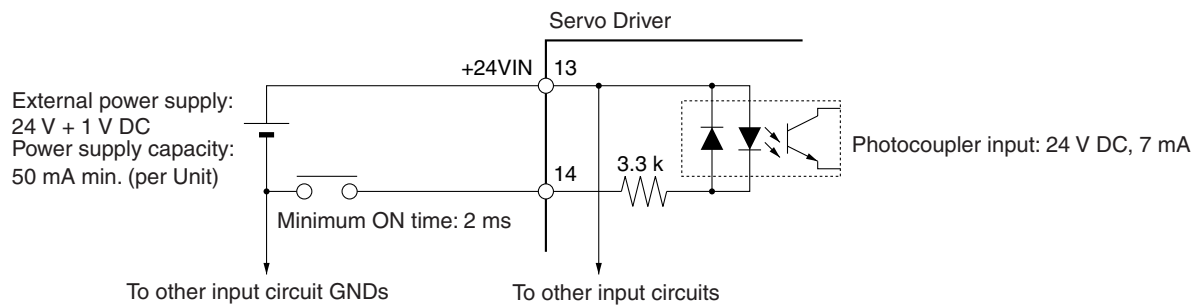 Servo Driver
+24VIN
13
External power supply:
24 V + 1 V DC
Power supply capacity:
50 mA min. (per Unit)
Photocoupler input: 24 V DC, 7 mA
14
3.3 k
Minimum ON time: 2 ms
To other input circuit GNDs
To other input circuits